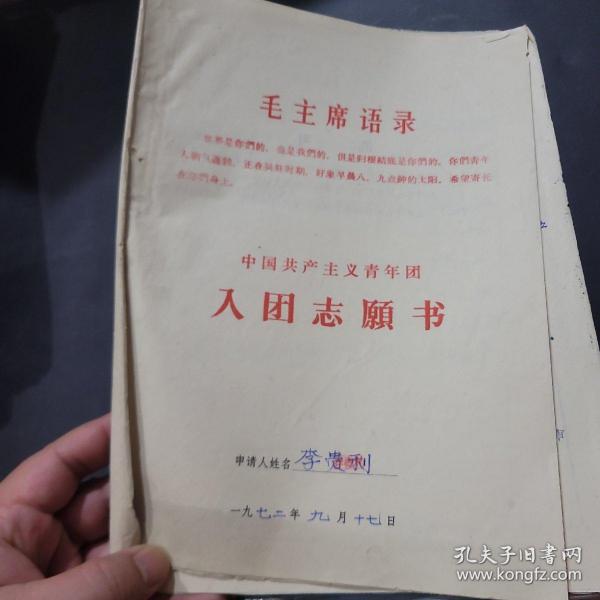 毛主席语录
世界是你們的，也是我們的，但是归根結底是你們的。你們青年
人朝气蓬勃，正在兴旺时期，好象早晨八、九点鈡的太阳。希望寄托
在你們身上。
中国共产主义青年团
入团志願书
申请人姓名 李贵利
一九七二年九月十七日
孔夫子旧书网
www.kongfz.com